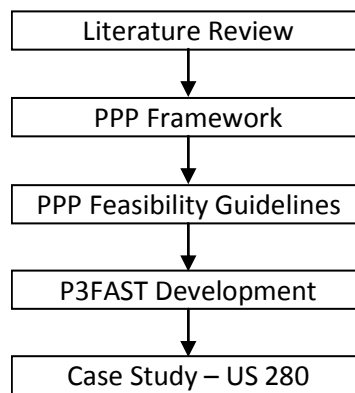 Literature Review
PPP Framework
PPP Feasibility Guidelines
P3FAST Development
Case Study – US 280